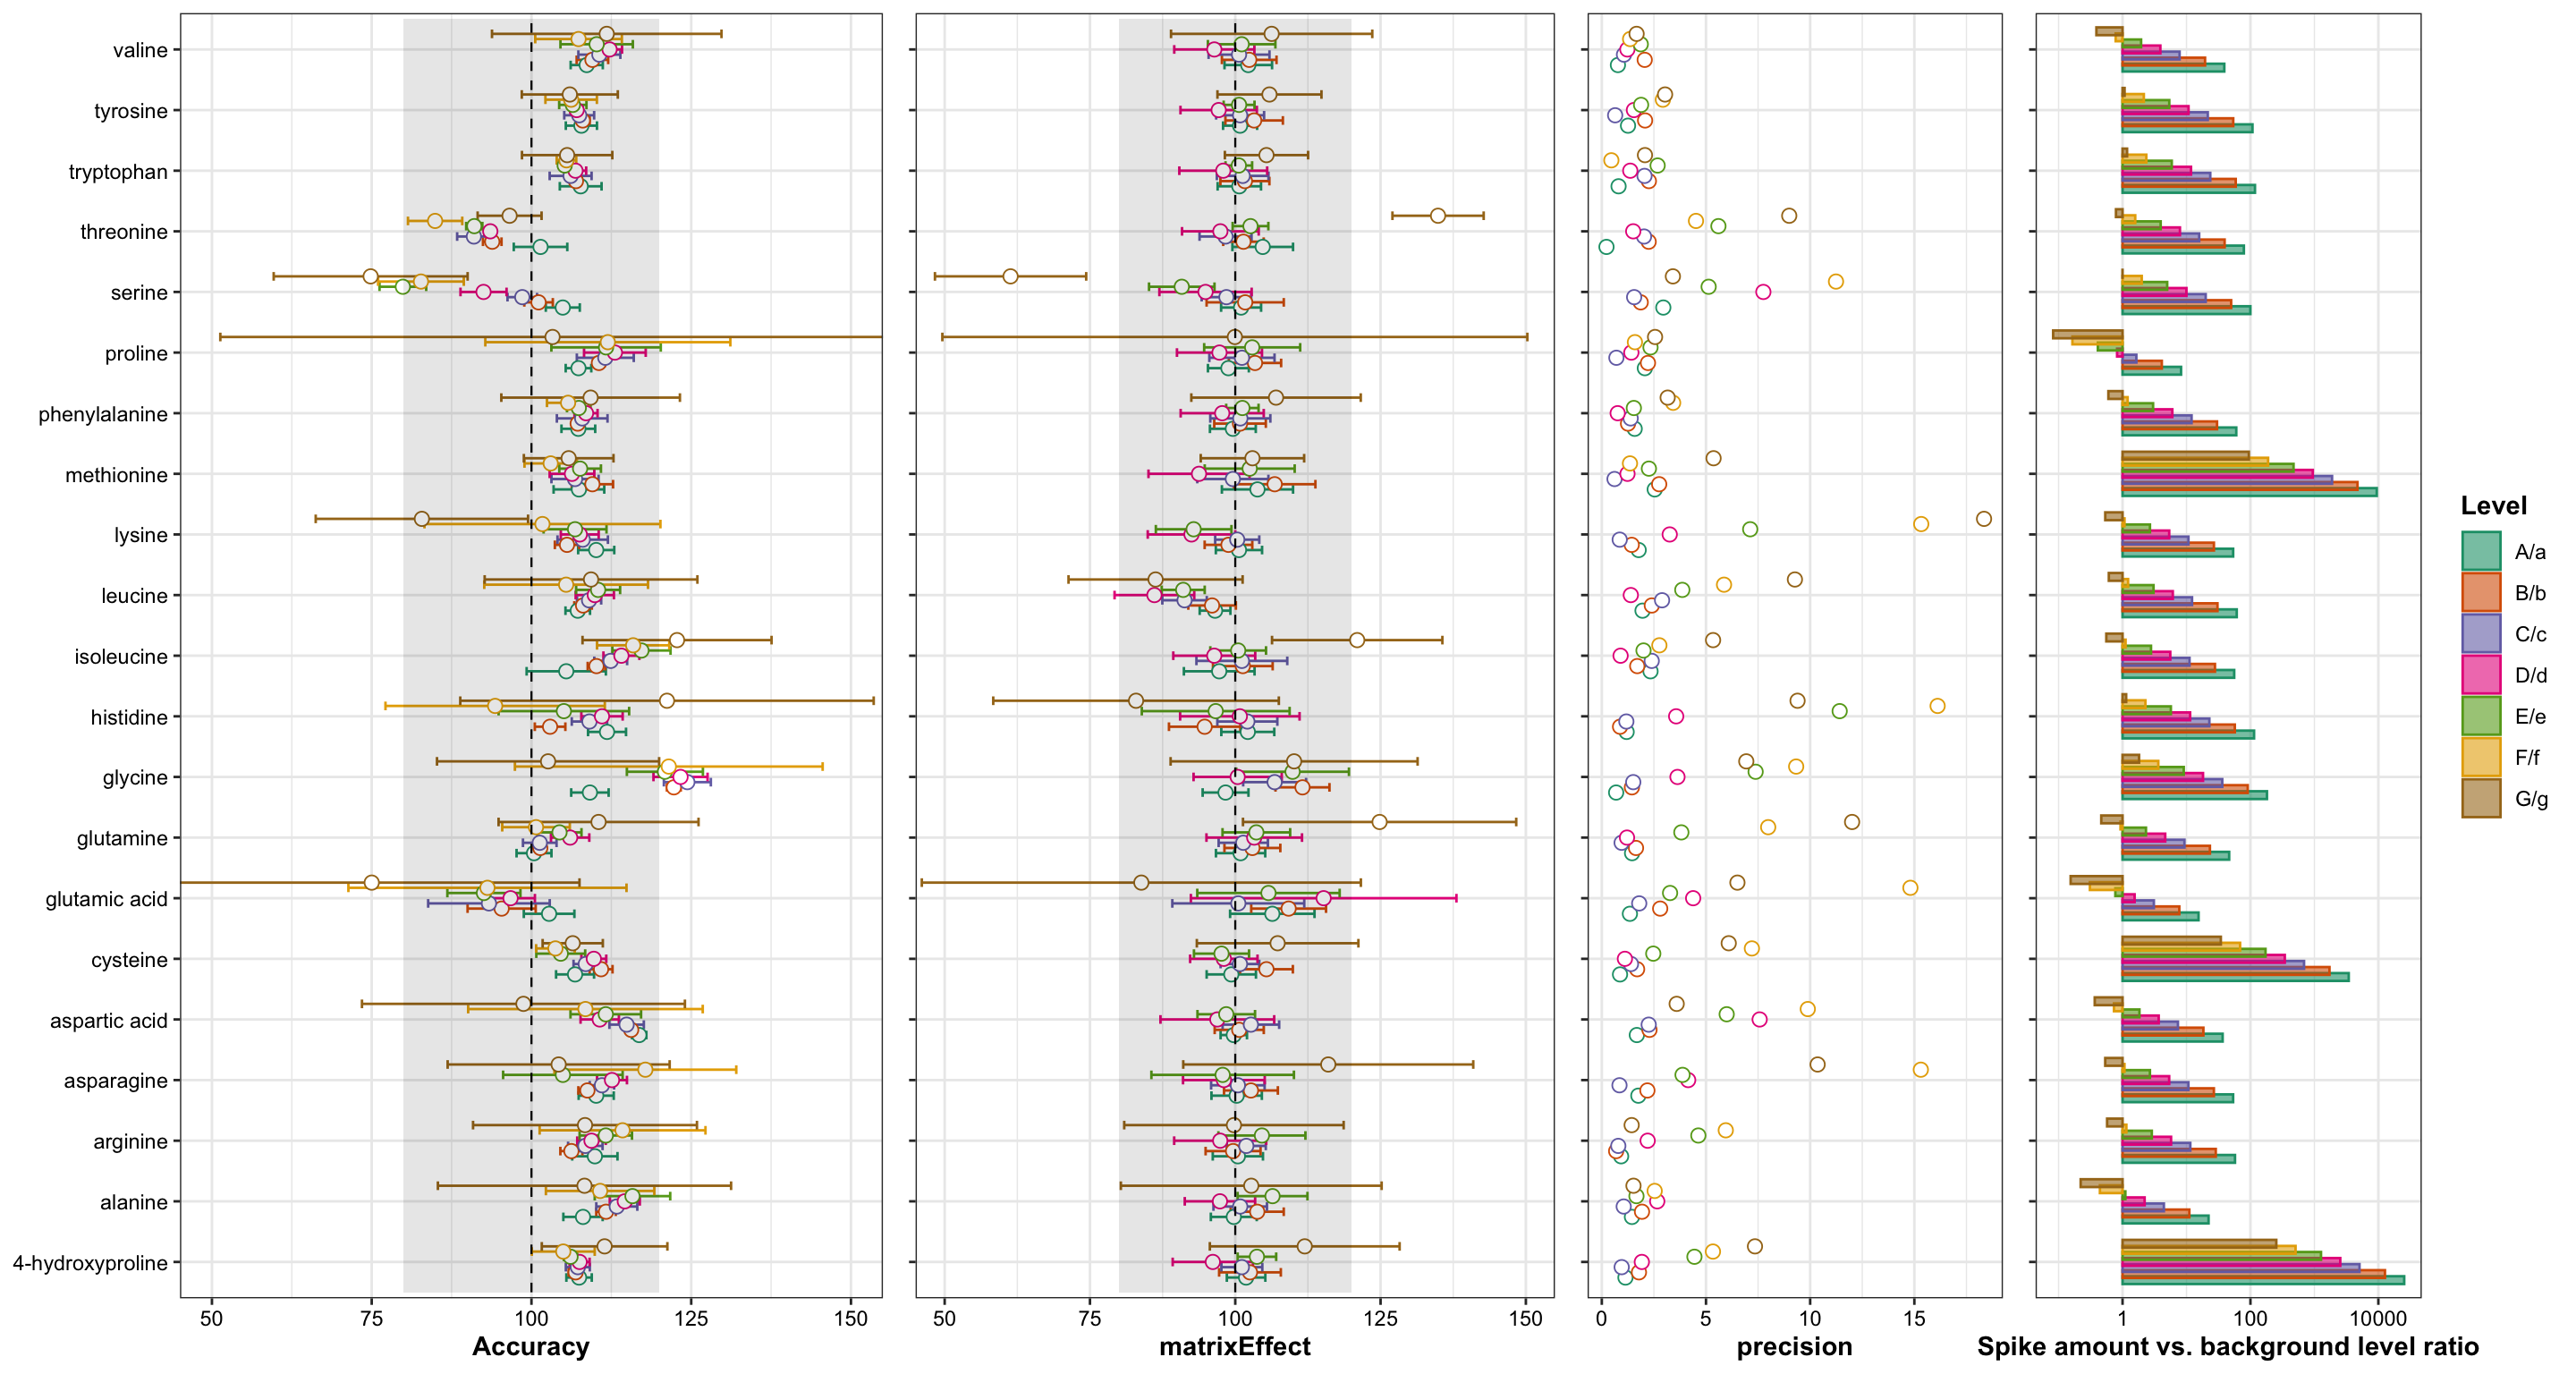 valine
tyrosine
tryptophan
threonine
serine
proline
phenylalanine
methionine
lysine
leucine
isoleucine
histidine
glycine
glutamine
glutamic acid
cysteine
aspartic acid
asparagine
arginine
alanine
4-hydroxyproline
50 75 100 125 150
Accuracy
50 75 100 125 150
matrixEffect
0 5 10 15
precision
1 100 10000
Spike amount vs. background level ratio
Level
A/a
B/b
C/c
D/d
E/e
F/f
G/g